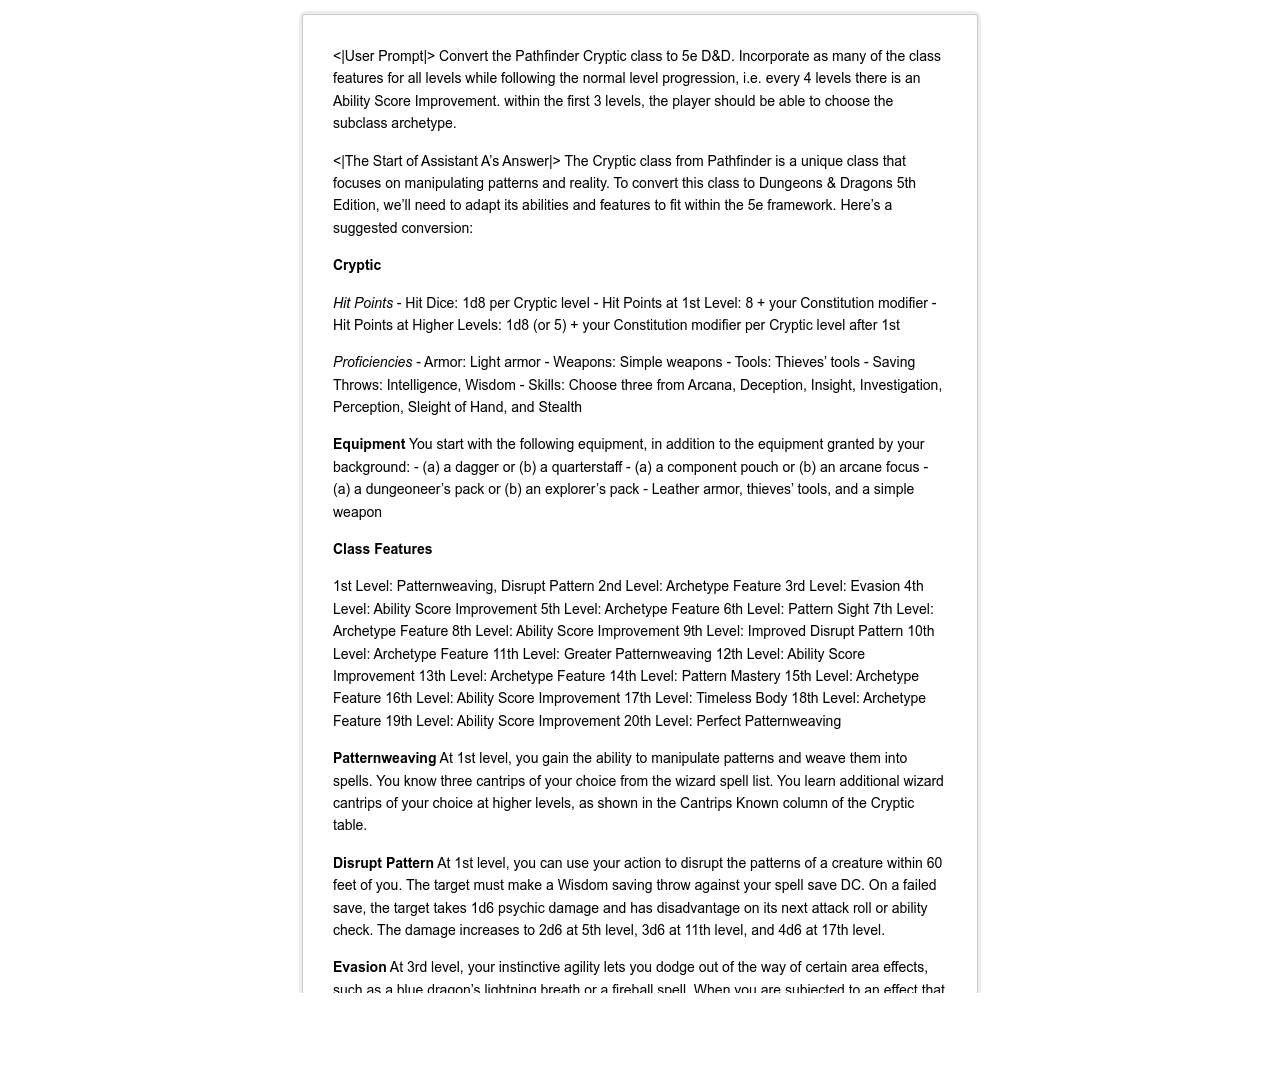 <|User Prompt|> Convert the Pathfinder Cryptic class to 5e D&D. Incorporate as many of the class
features for all levels while following the normal level progression, i.e. every 4 levels there is an
Ability Score Improvement. within the first 3 levels, the player should be able to choose the
subclass archetype.
<|The Start of Assistant A’s Answer|> The Cryptic class from Pathfinder is a unique class that
focuses on manipulating patterns and reality. To convert this class to Dungeons & Dragons 5th
Edition, we’ll need to adapt its abilities and features to fit within the 5e framework. Here’s a
suggested conversion:
Cryptic
Hit Points - Hit Dice: 1d8 per Cryptic level - Hit Points at 1st Level: 8 + your Constitution modifier -
Hit Points at Higher Levels: 1d8 (or 5) + your Constitution modifier per Cryptic level after 1st
Proficiencies - Armor: Light armor - Weapons: Simple weapons - Tools: Thieves’ tools - Saving
Throws: Intelligence, Wisdom - Skills: Choose three from Arcana, Deception, Insight, Investigation,
Perception, Sleight of Hand, and Stealth
Equipment You start with the following equipment, in addition to the equipment granted by your
background: - (a) a dagger or (b) a quarterstaff - (a) a component pouch or (b) an arcane focus -
(a) a dungeoneer’s pack or (b) an explorer’s pack - Leather armor, thieves’ tools, and a simple
weapon
Class Features
1st Level: Patternweaving, Disrupt Pattern 2nd Level: Archetype Feature 3rd Level: Evasion 4th
Level: Ability Score Improvement 5th Level: Archetype Feature 6th Level: Pattern Sight 7th Level:
Archetype Feature 8th Level: Ability Score Improvement 9th Level: Improved Disrupt Pattern 10th
Level: Archetype Feature 11th Level: Greater Patternweaving 12th Level: Ability Score
Improvement 13th Level: Archetype Feature 14th Level: Pattern Mastery 15th Level: Archetype
Feature 16th Level: Ability Score Improvement 17th Level: Timeless Body 18th Level: Archetype
Feature 19th Level: Ability Score Improvement 20th Level: Perfect Patternweaving
Patternweaving At 1st level, you gain the ability to manipulate patterns and weave them into
spells. You know three cantrips of your choice from the wizard spell list. You learn additional wizard
cantrips of your choice at higher levels, as shown in the Cantrips Known column of the Cryptic
table.
Disrupt Pattern At 1st level, you can use your action to disrupt the patterns of a creature within 60
feet of you. The target must make a Wisdom saving throw against your spell save DC. On a failed
save, the target takes 1d6 psychic damage and has disadvantage on its next attack roll or ability
check. The damage increases to 2d6 at 5th level, 3d6 at 11th level, and 4d6 at 17th level.
Evasion At 3rd level, your instinctive agility lets you dodge out of the way of certain area effects,
such as a blue dragon’s lightning breath or a fireball spell. When you are subjected to an effect that